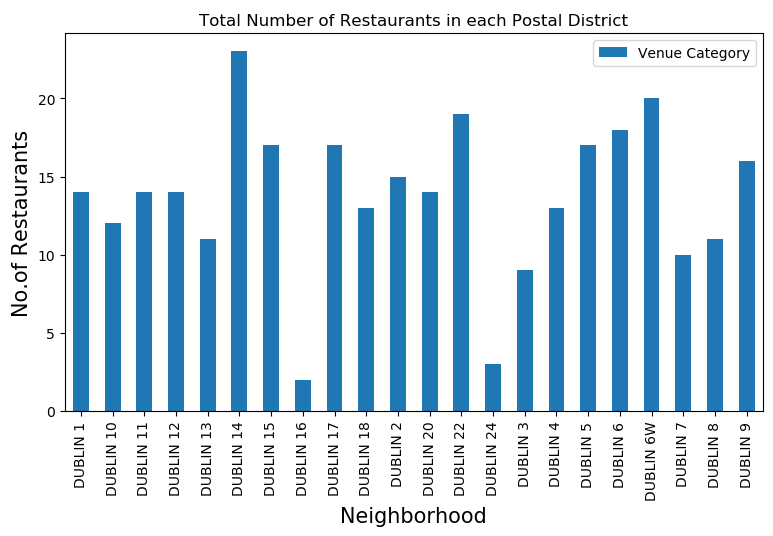 Total Number of Restaurants in each Postal District
Venue Category
No.of Restaurants
20
15
10
5
0
DUBLIN 1
DUBLIN 10
DUBLIN 11
DUBLIN 12
DUBLIN 13
DUBLIN 14
DUBLIN 15
DUBLIN 16
DUBLIN 17
DUBLIN 18
DUBLIN 2
DUBLIN 20
DUBLIN 22
DUBLIN 24
DUBLIN 3
DUBLIN 4
DUBLIN 5
DUBLIN 6
DUBLIN 6W
DUBLIN 7
DUBLIN 8
DUBLIN 9
Neighborhood